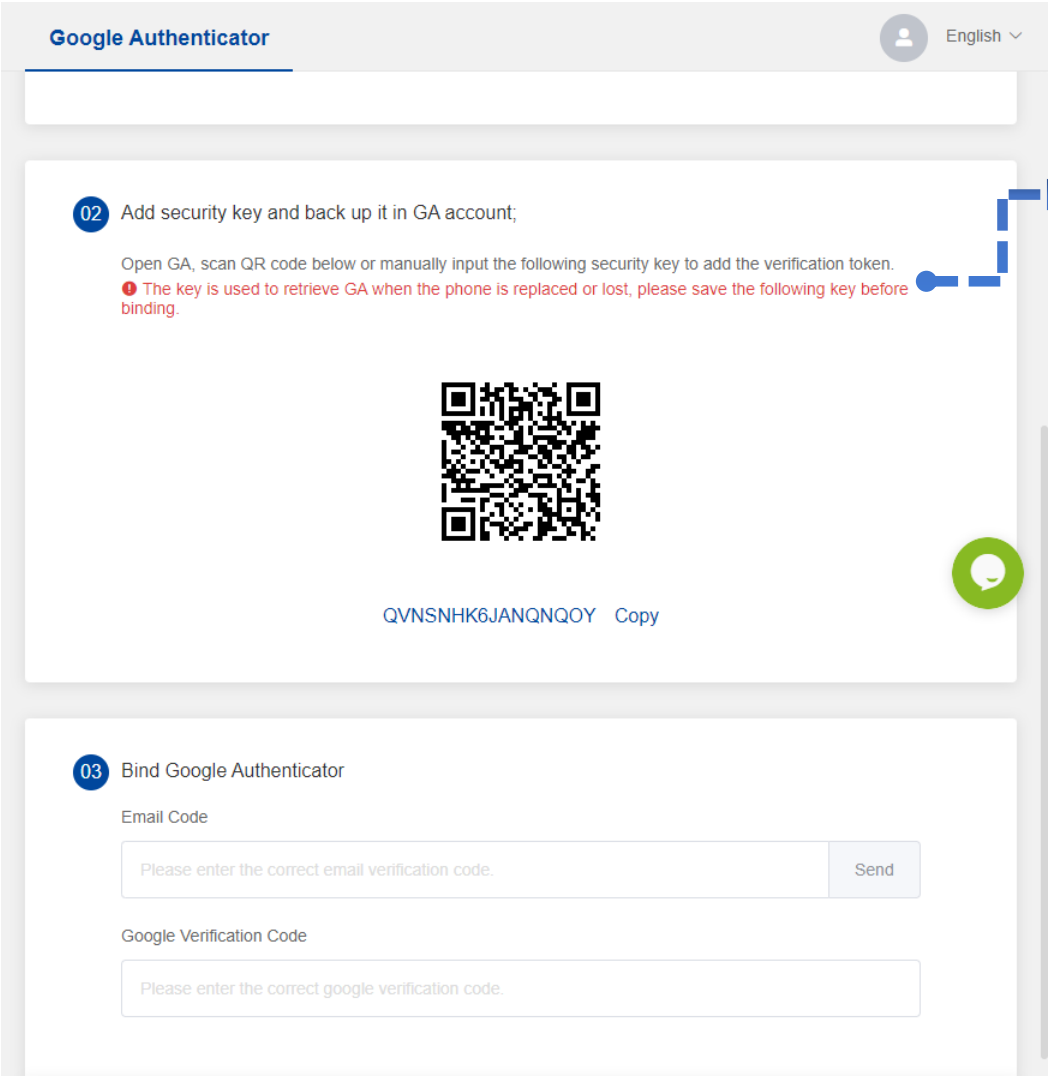 Google Authenticator
English
02
Add security key and back up it in GA account;
Open GA, scan QR code below or manually input the following security key to add the verification token.
The key is used to retrieve GA when the phone is replaced or lost, please save the following key before
binding.
QVNSNHK6JANQNQOY Copy
03
Bind Google Authenticator
Email Code
Please enter the correct email verification code.
Send
Google Verification Code
Please enter the correct google verification code.